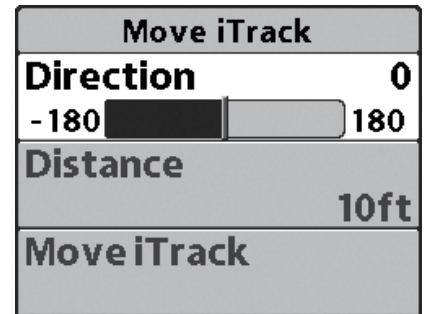 Move iTrack
Direction 0
-180 180
Distance
10ft
Move iTrack